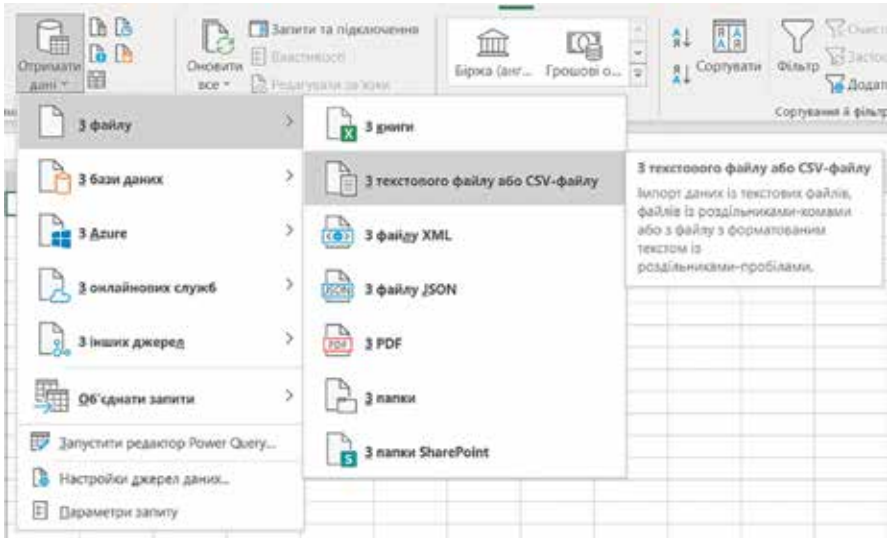 Отримати
дані
Оновити
все
Запити та підключення
Властивості
Редагувати зв'язки
Біржа (анг...
Грошові о...
Сортувати
Фільтр
Додат
Сортування й фільтр
З файлу
З бази даних
З Azure
З онлайнових служб
З інших джерел
Об'єднати запити
Запустити редактор Power Query...
Настройки джерел даних...
Параметри запиту
З книги
З текстового файлу або CSV-файлу
З файлу XML
З файлу JSON
З PDF
З папки
З папки SharePoint
З текстового файлу або CSV-файлу
Імпорт даних із текстових файлів,
файлів із роздільниками-комами
або з файлу з форматованим
текстом із
роздільниками-пробілами.